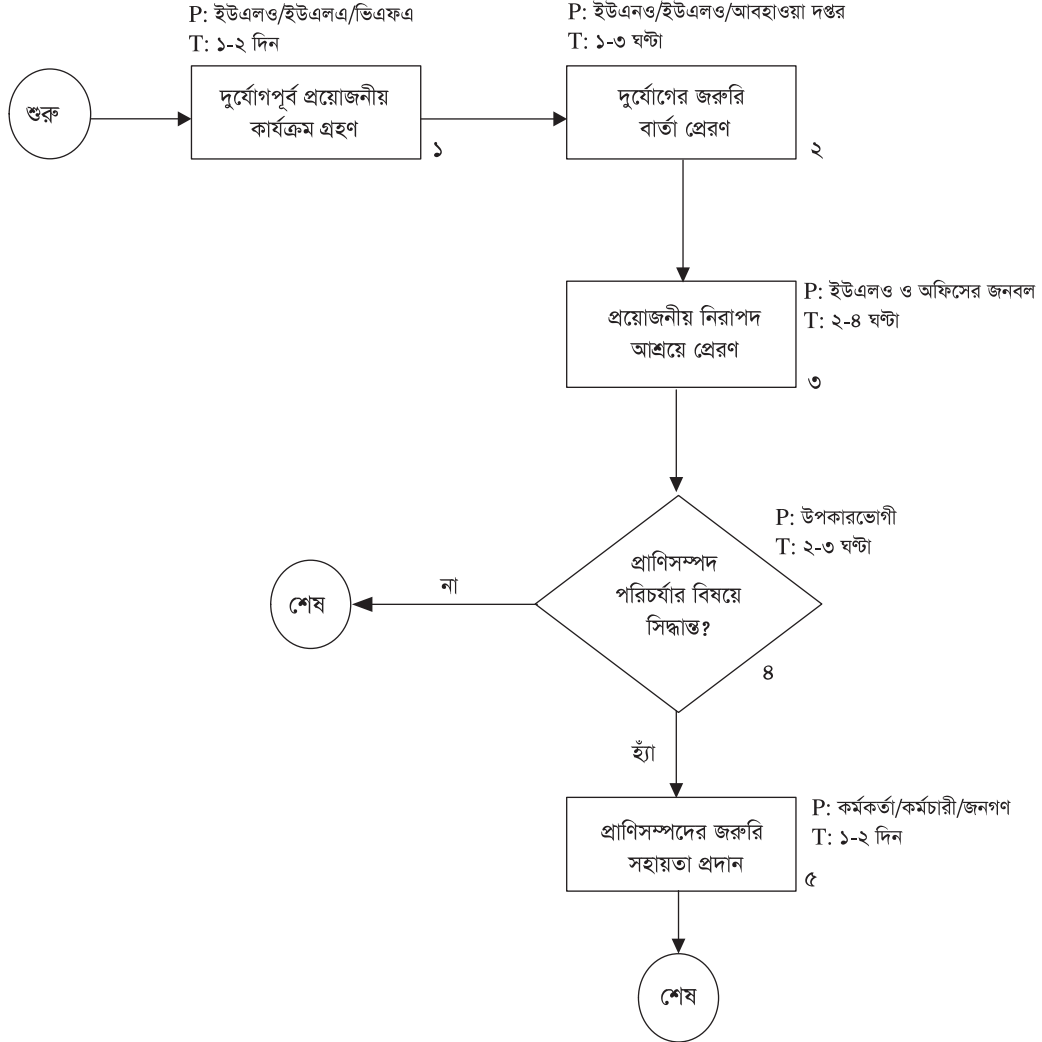 P: ইউএলও/ইউএলএ/ভিএফএ
T: ১-২ দিন
P: ইউএনও/ইউএলও/আবহাওয়া দপ্তর
T: ১-৩ ঘণ্টা
শুরু
দুর্যোগপূর্ব প্রয়োজনীয়
কার্যক্রম গ্রহণ
১
দুর্যোগের জরুরি
বার্তা প্রেরণ
২
প্রয়োজনীয় নিরাপদ
আশ্রয়ে প্রেরণ
৩
P: ইউএলও ও অফিসের জনবল
T: ২-৪ ঘণ্টা
P: উপকারভোগী
T: ২-৩ ঘণ্টা
প্রাণিসম্পদ
পরিচর্যার বিষয়ে
সিদ্ধান্ত?
৪
না
শেষ
হ্যাঁ
প্রাণিসম্পদের জরুরি
সহায়তা প্রদান
৫
P: কর্মকর্তা/কর্মচারী/জনগণ
T: ১-২ দিন
শেষ